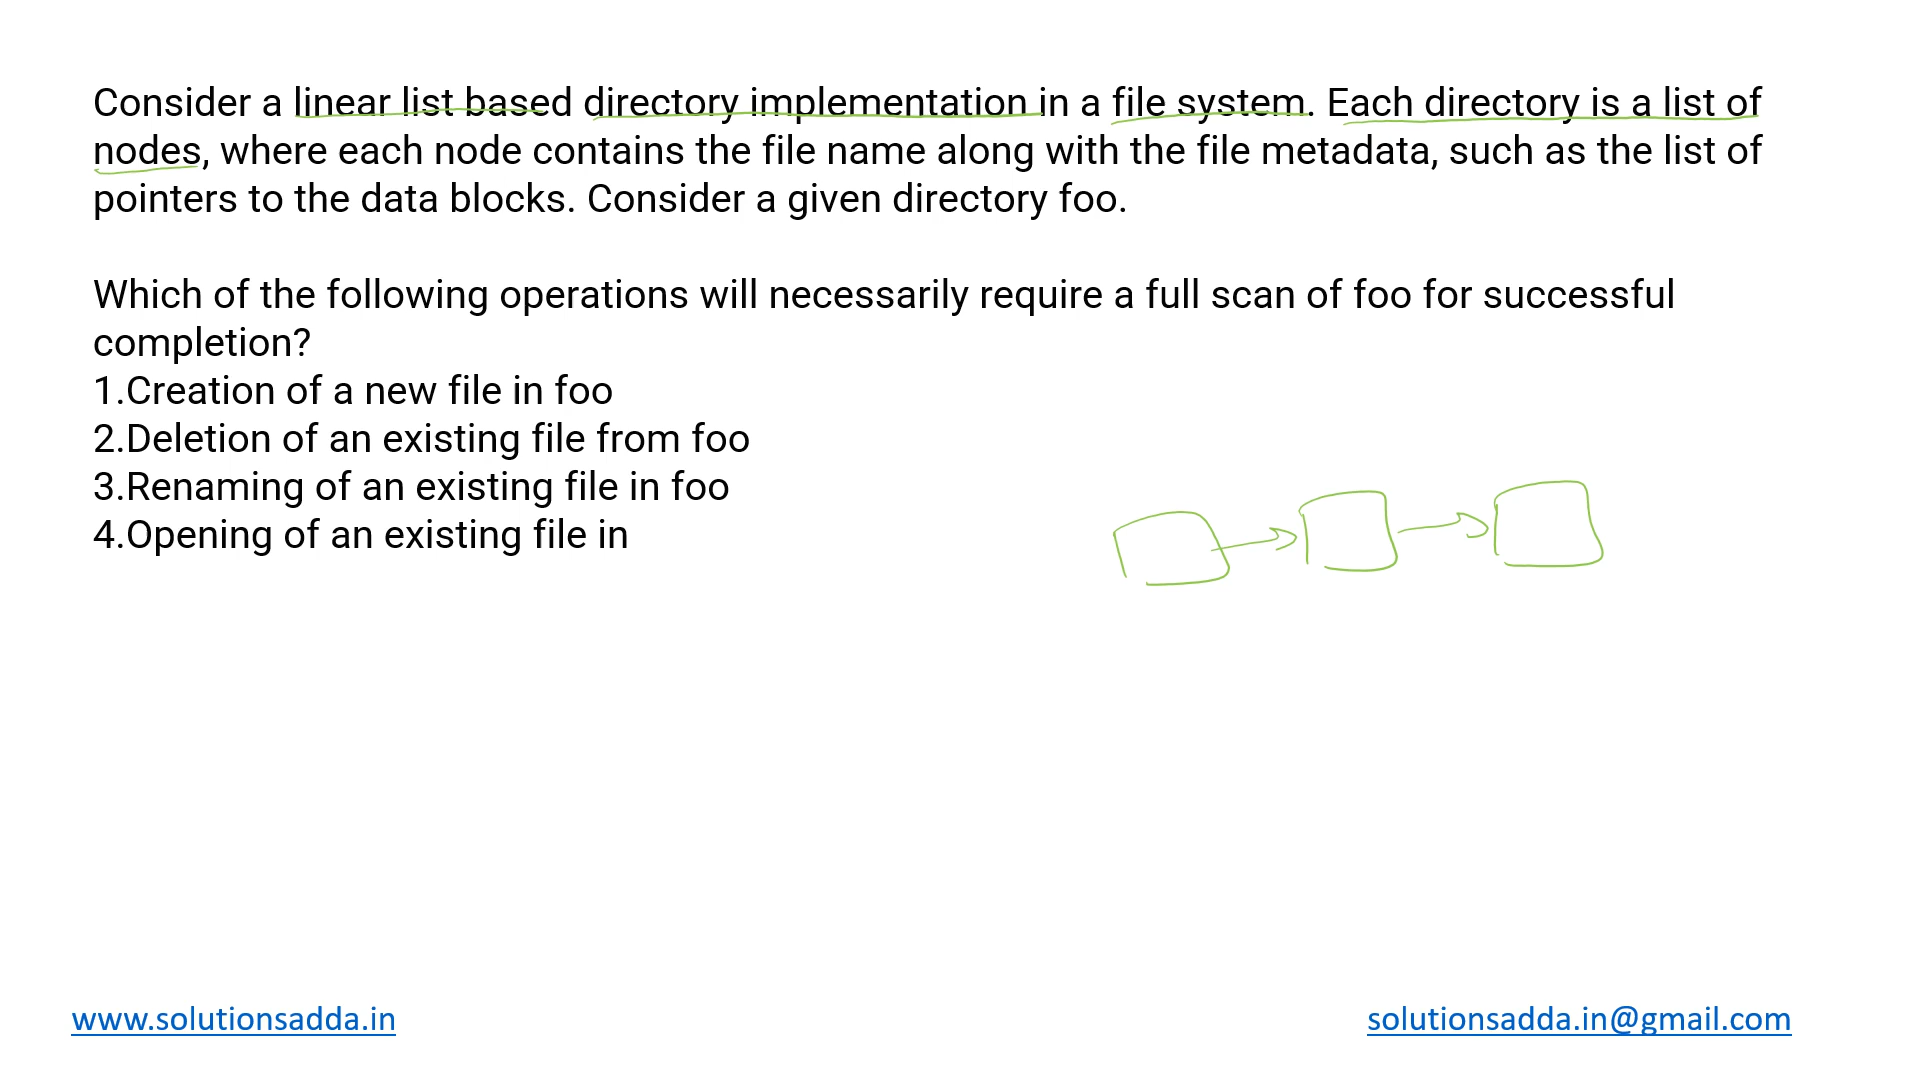 Consider a linear list based directory implementation in a file system. Each directory is a list of
nodes, where each node contains the file name along with the file metadata, such as the list of
pointers to the data blocks. Consider a given directory foo.
Which of the following operations will necessarily require a full scan of foo for successful
completion?
1.Creation of a new file in foo
2.Deletion of an existing file from foo
3.Renaming of an existing file in foo
4.Opening of an existing file in
www.solutionsadda.in
solutionsadda.in@gmail.com